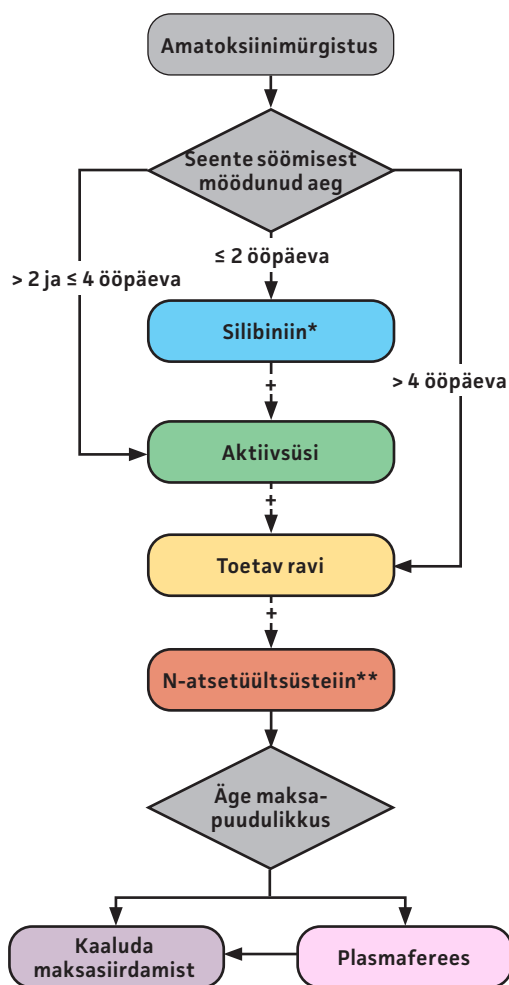 Amatoksiinimürgistus
Seente söömisest
möödunud aeg
≤ 2 ööpäeva
> 2 ja ≤ 4 ööpäeva
Silibiniin*
> 4 ööpäeva
+
Aktiivsüsi
+
Toetav ravi
+
N-atsetüültsüsteiin**
Äge maksa-
puudulikkus
Kaaluda
maksasiirdamist
Plasmaferees